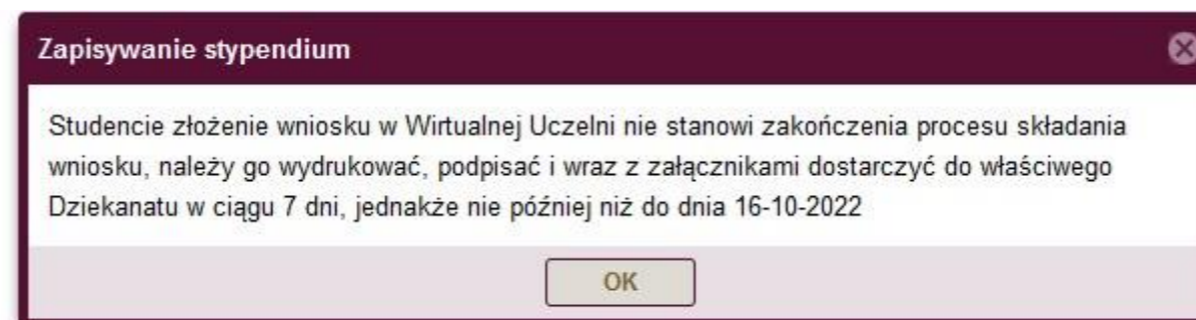 Zapisywanie stypendium
Studencie złożenie wniosku w Wirtualnej Uczelni nie stanowi zakończenia procesu składania
wniosku, należy go wydrukować, podpisać i wraz z załącznikami dostarczyć do właściwego
Dziekanatu w ciągu 7 dni, jednakże nie później niż do dnia 16-10-2022
OK